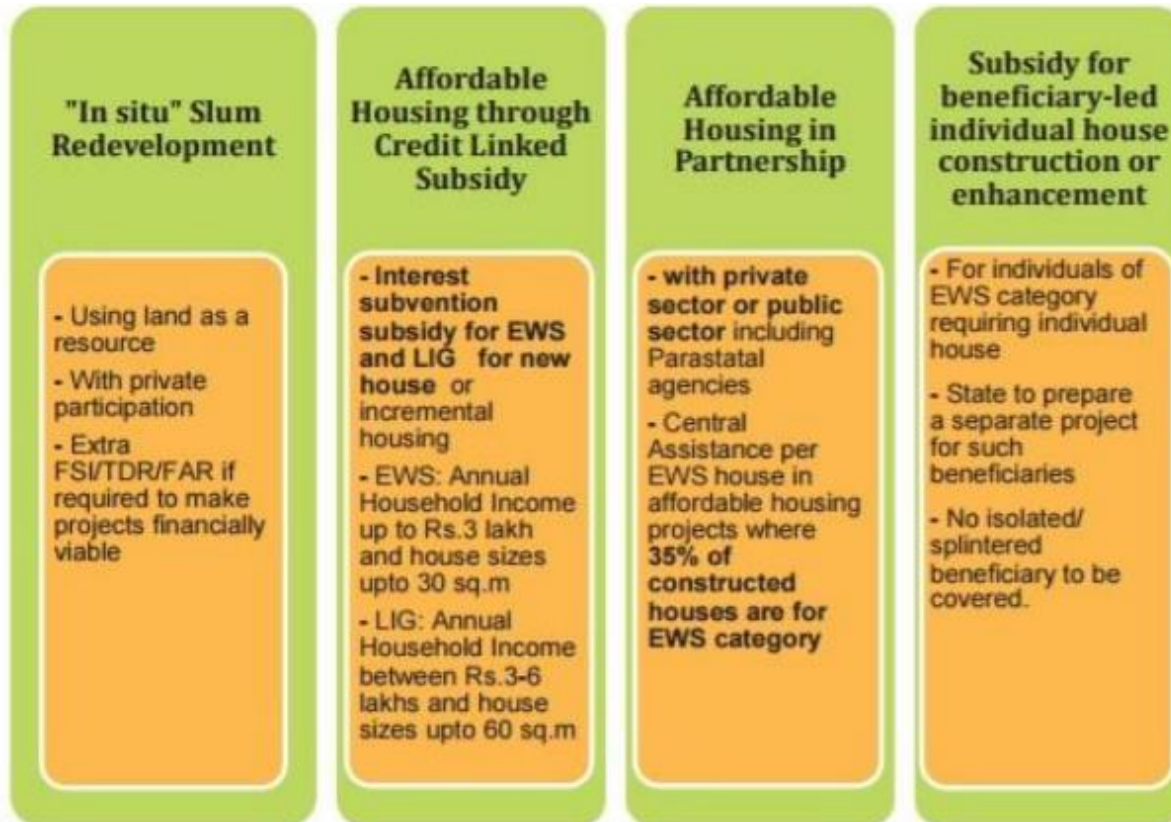 "In situ" Slum
Redevelopment
- Using land as a
resource
- With private
participation
- Extra
FSI/TDR/FAR if
required to make
projects financially
viable
Affordable
Housing through
Credit Linked
Subsidy
- Interest
subvention
subsidy for EWS
and LIG for new
house or
incremental
housing
- EWS: Annual
Household Income
up to Rs.3 lakh
and house sizes
upto 30 sq.m
- LIG: Annual
Household Income
between Rs.3-6
lakhs and house
sizes upto 60 sq.m
Affordable
Housing in
Partnership
- with private
sector or public
sector including
Parastatal
agencies
- Central
Assistance per
EWS house in
affordable housing
projects where
35% of
constructed
houses are for
EWS category
Subsidy for
beneficiary-led
individual house
construction or
enhancement
- For individuals of
EWS category
requiring individual
house
- State to prepare
a separate project
for such
beneficiaries
- No isolated/
splintered
beneficiary to be
covered.